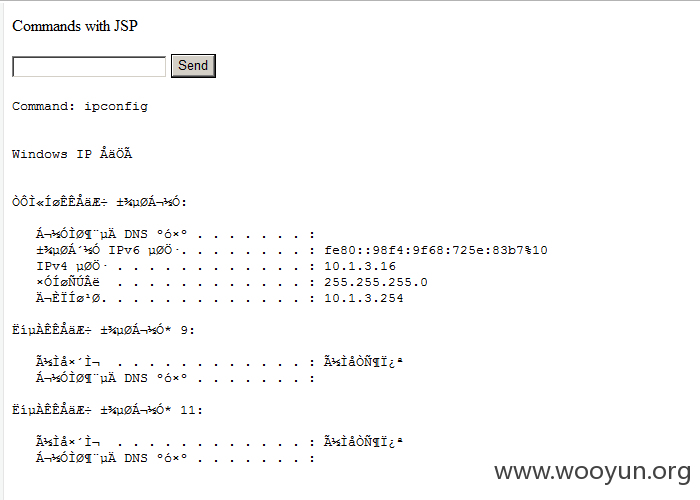 Commands with JSP
Send
Command: ipconfig
Windows IP ÅäÖÃ
ÒÔÌ«ÍøÊÊÅäÆ÷ ±¾µØÁ¬½Ó:
Á¬½ÓÌØ¶¨µÄ DNS ºó×º . . . . . . . :
±¾µØÁ´½Ó IPv6 µØÖ·. . . . . . . . : fe80::98f4:9f68:725e:83b7%10
IPv4 µØÖ· . . . . . . . . . . . . : 10.1.3.16
×ÓÍøÑÚÂë  . . . . . . . . . . . . : 255.255.255.0
Ä¬ÈÏÍø¹Ø. . . . . . . . . . . . . : 10.1.3.254
ËíµÀÊÊÅäÆ÷ ±¾µØÁ¬½Ó* 9:
Ã½Ìå×´Ì¬  . . . . . . . . . . . . : Ã½ÌåÒÑ¶Ï¿ª
Á¬½ÓÌØ¶¨µÄ DNS ºó×º . . . . . . . :
ËíµÀÊÊÅäÆ÷ ±¾µØÁ¬½Ó* 11:
Ã½Ìå×´Ì¬  . . . . . . . . . . . . : Ã½ÌåÒÑ¶Ï¿ª
Á¬½ÓÌØ¶¨µÄ DNS ºó×º . . . . . . . :
www.wooyun.org